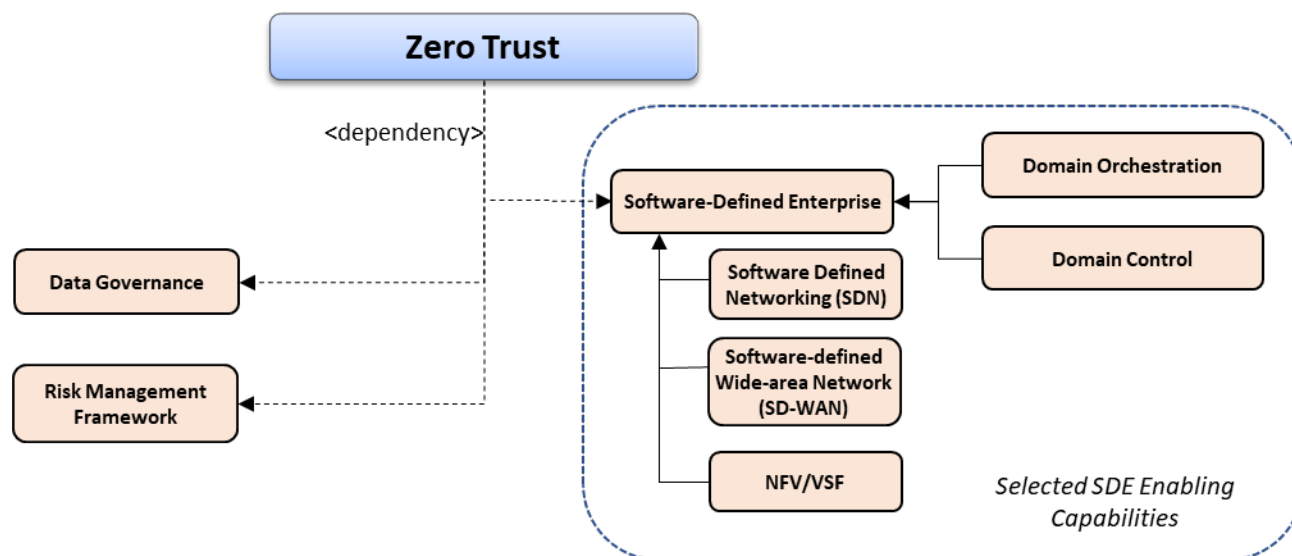 Zero Trust
<dependency>
Domain Orchestration
Software-Defined Enterprise
Domain Control
Data Governance
Software Defined
Networking (SDN)
Software-defined
Wide-area Network
(SD-WAN)
Risk Management
Framework
NFV/VSF
Selected SDE Enabling
Capabilities